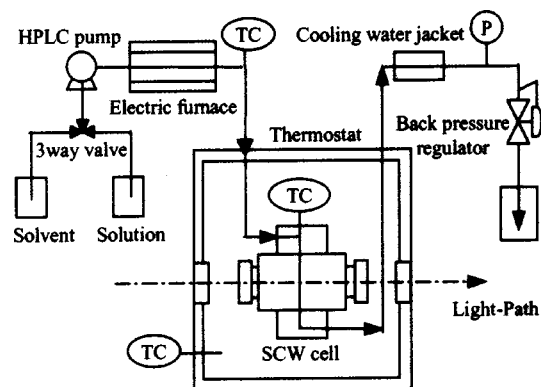 TC
HPLC pump
Cooling water jacket
P
Electric furnace
Thermostat
Back pressure
regulator
3way valve
TC
Solvent
Solution
Light-Path
TC
SCW cell